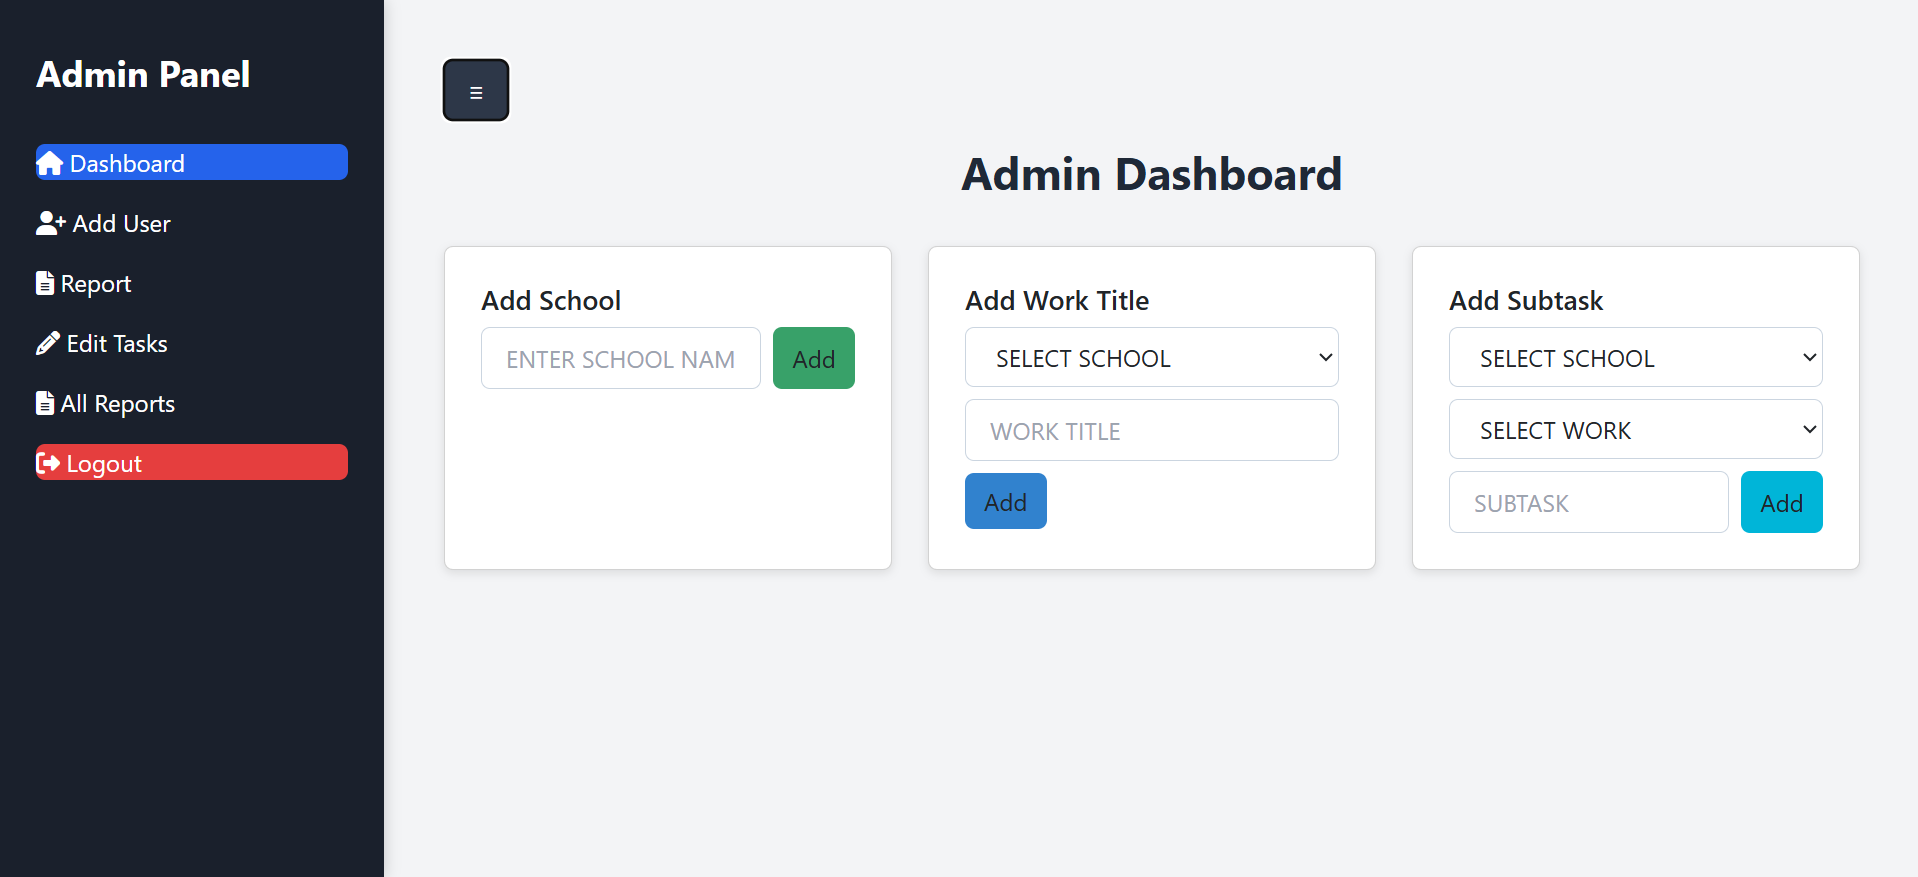 Admin Panel
Dashboard
Add User
Report
Edit Tasks
All Reports
Logout
Admin Dashboard
Add School
ENTER SCHOOL NAM
Add
Add Work Title
SELECT SCHOOL
WORK TITLE
Add
Add Subtask
SELECT SCHOOL
SELECT WORK
SUBTASK
Add